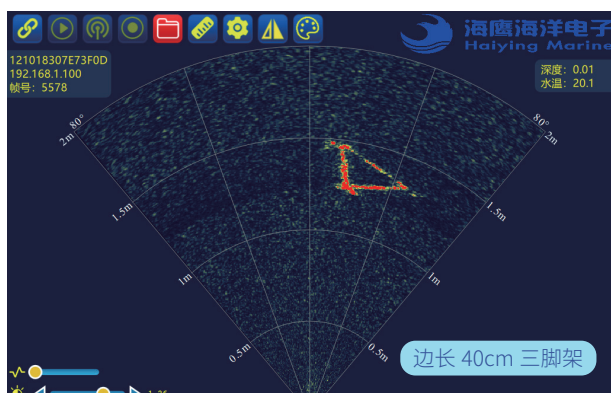 海鹰海洋电子
Haiying Marine
121018307E73F0D
192.168.1.100
帧号：5578
深度：0.01
水温：20.1
80°
80°
2m
2m
1.5m
1.5m
1m
1m
0.5m
0.5m
边长 40cm 三脚架